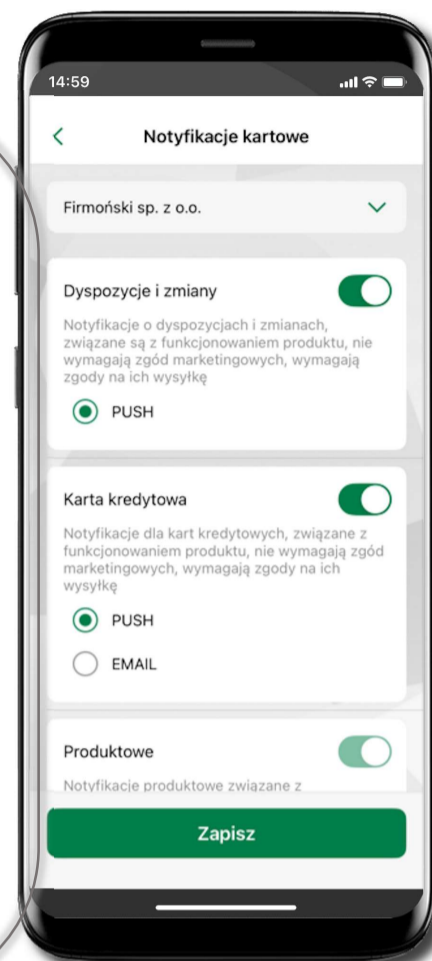 14:59
Notyfikacje kartowe
Firmoński sp. z o.o.
Dyspozycje i zmiany
Notyfikacje o dyspozycjach i zmianach,
związane są z funkcjonowaniem produktu, nie
wymagają zgód marketingowych, wymagają
zgody na ich wysyłkę
PUSH
Karta kredytowa
Notyfikacje dla kart kredytowych, związane z
funkcjonowaniem produktu, nie wymagają zgód
marketingowych, wymagają zgody na ich
wysyłkę
PUSH
EMAIL
Produktowe
Notyfikacje produktowe związane z
Zapisz